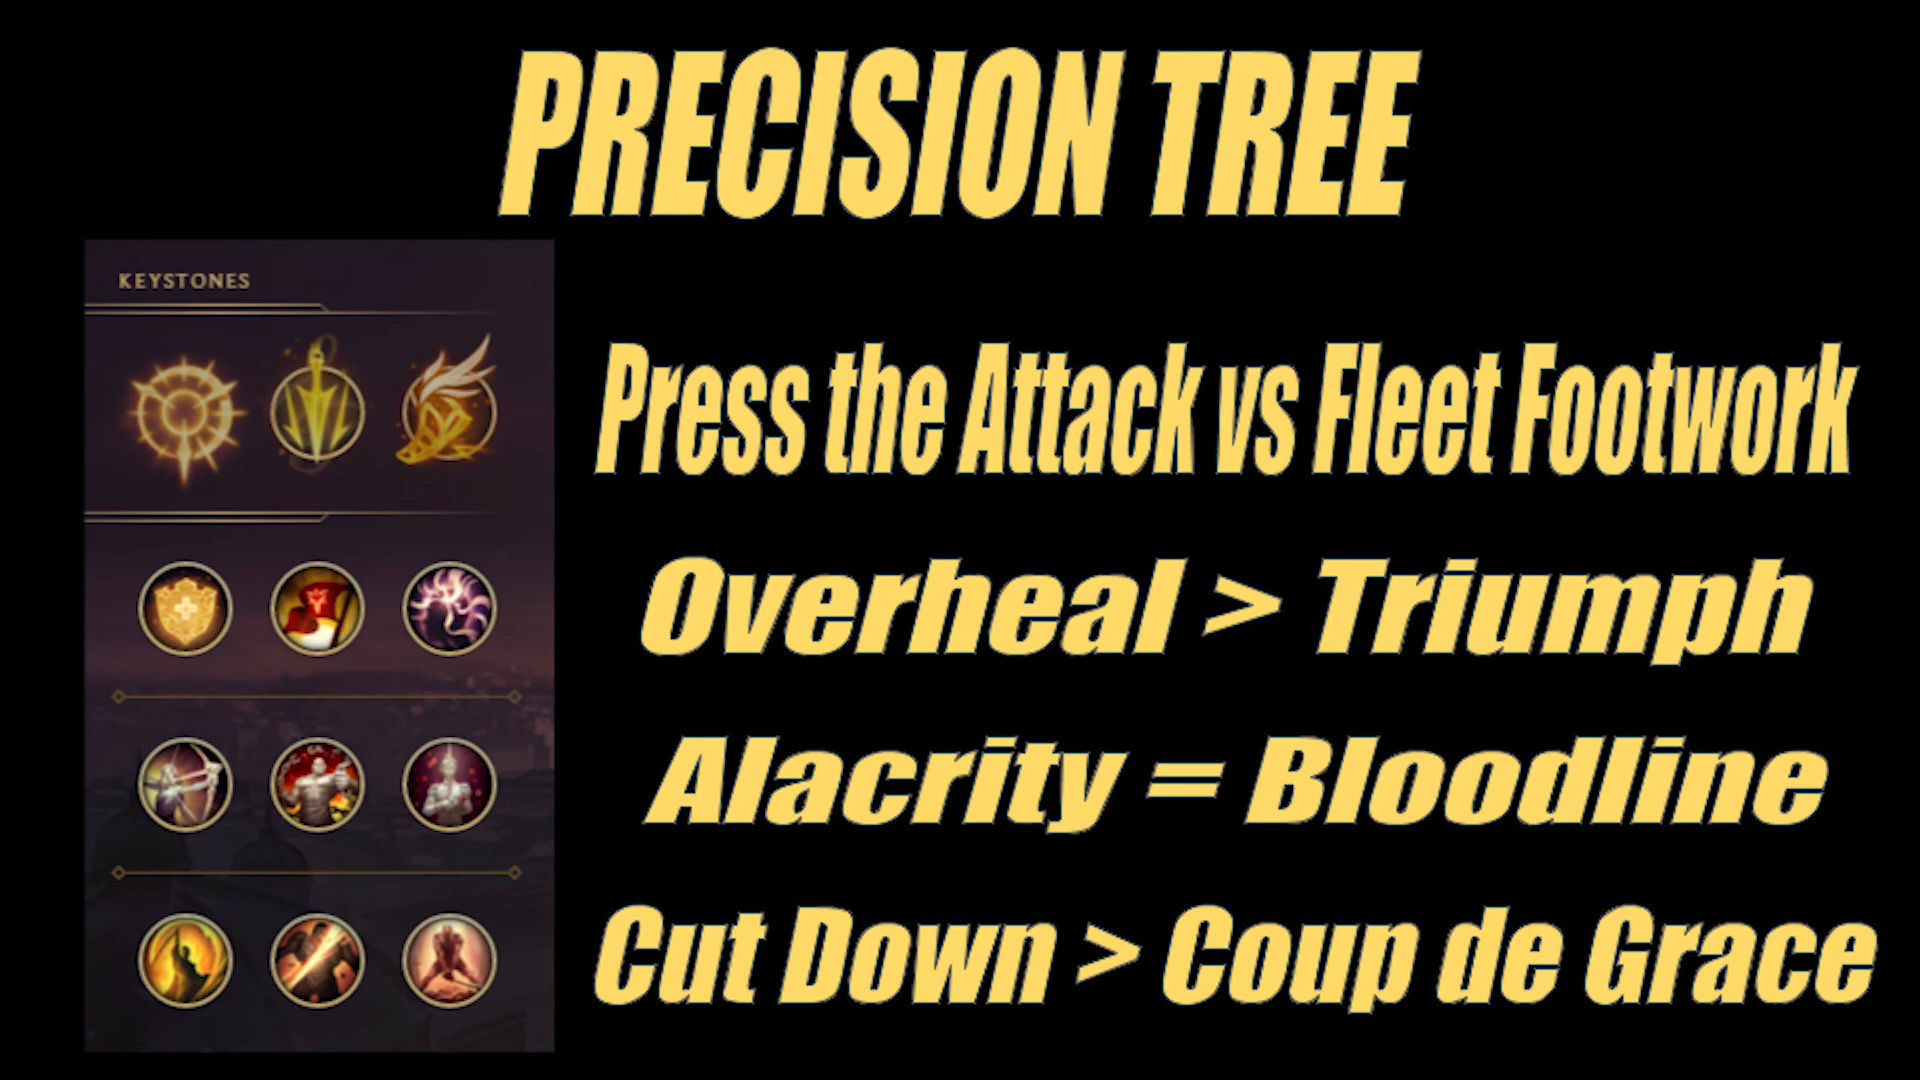 PRECISION TREE
KEYSTONES
Press the Attack vs Fleet Footwork
Overheal > Triumph
Alacrity = Bloodline
Cut Down > Coup de Grace